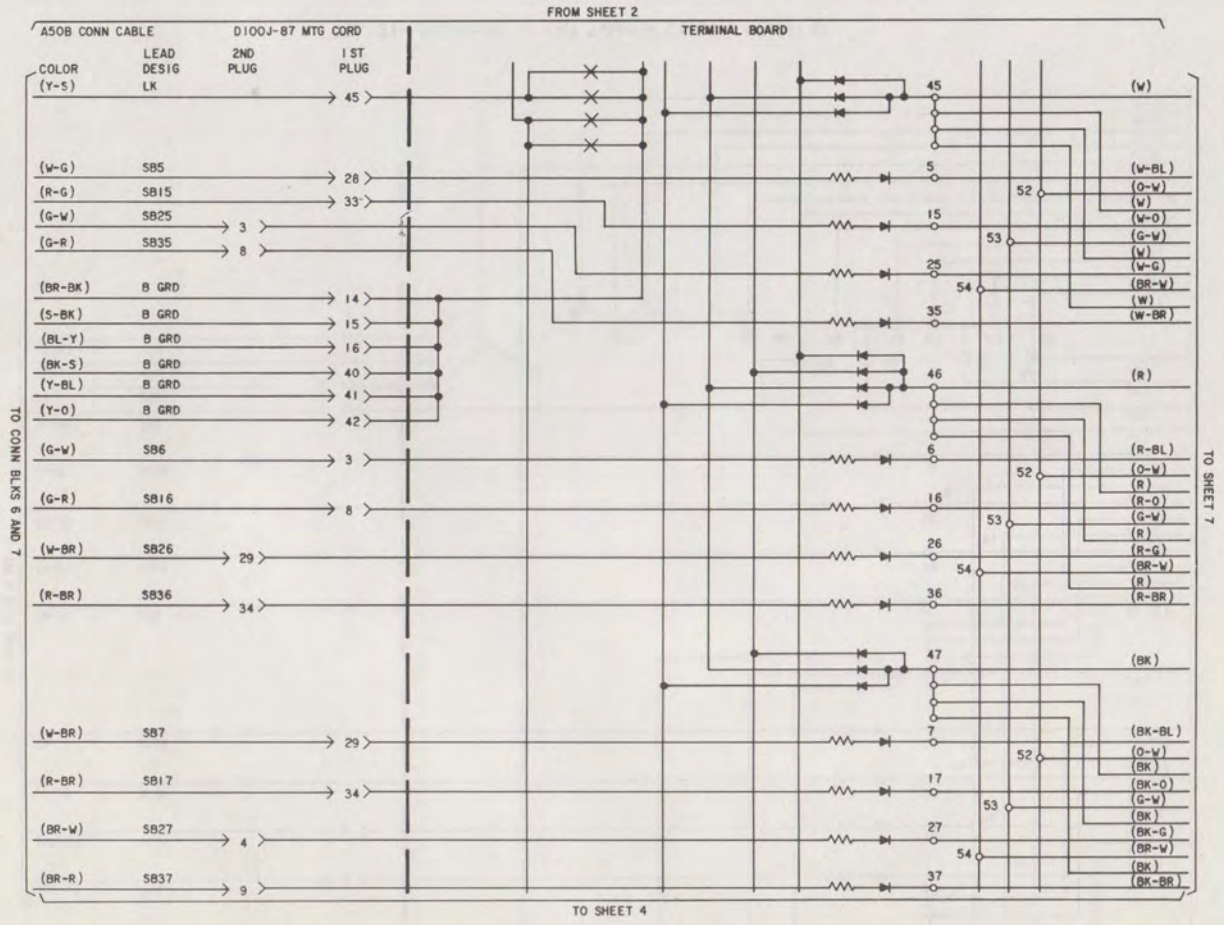 FROM SHEET 2
A50B CONN CABLE D100J-87 MTG CORD TERMINAL BOARD
COLOR LEAD DESIG 2ND PLUG 1ST PLUG
(Y-S) LK 45 45 (W)
(W-G) SB5 28 5 (W-BL)
52 (O-W)
(R-G) SB15 33 (W)
(G-W) SB25 3 15 (W-O)
53 (G-W)
(G-R) SB35 8 (W)
25 (W-G)
54 (BR-W)
(BR-BK) B GRD 14 (W)
(S-BK) B GRD 15 35 (W-BR)
(BL-Y) B GRD 16
(BK-S) B GRD 40 46 (R)
(Y-BL) B GRD 41
(Y-O) B GRD 42
(G-W) SB6 3 6 (R-BL)
52 (O-W)
(R)
(G-R) SB16 8 16 (R-O)
53 (G-W)
(R)
(W-BR) SB26 29 26 (R-G)
54 (BR-W)
(R)
(R-BR) SB36 34 36 (R-BR)
47 (BK)
(W-BR) SB7 29 7 (BK-BL)
52 (O-W)
(BK)
(R-BR) SB17 34 17 (BK-O)
53 (G-W)
(BK)
(BR-W) SB27 4 27 (BK-G)
54 (BR-W)
(BK)
(BR-R) SB37 9 37 (BK-BR)
TO CONN BLKS 6 AND 7
TO SHEET 7
TO SHEET 4